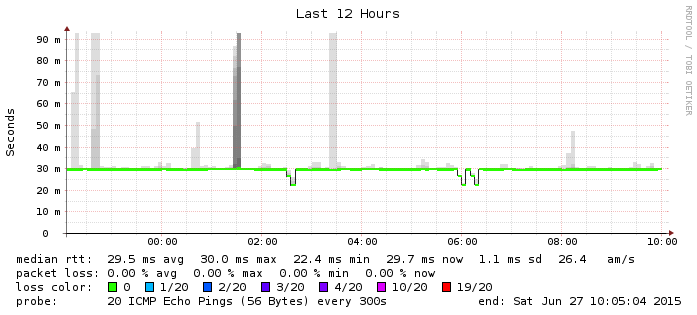 Last 12 Hours
RRDTOOL / TOBI OETIKER
Seconds
90 m
80 m
70 m
60 m
50 m
40 m
30 m
20 m
10 m
0
00:00 02:00 04:00 06:00 08:00 10:00
median rtt: 29.5 ms avg 30.0 ms max 22.4 ms min 29.7 ms now 1.1 ms sd 26.4 am/s
packet loss: 0.00 % avg 0.00 % max 0.00 % min 0.00 % now
loss color: 0 1/20 2/20 3/20 4/20 10/20 19/20
probe: 20 ICMP Echo Pings (56 Bytes) every 300s end: Sat Jun 27 10:05:04 2015